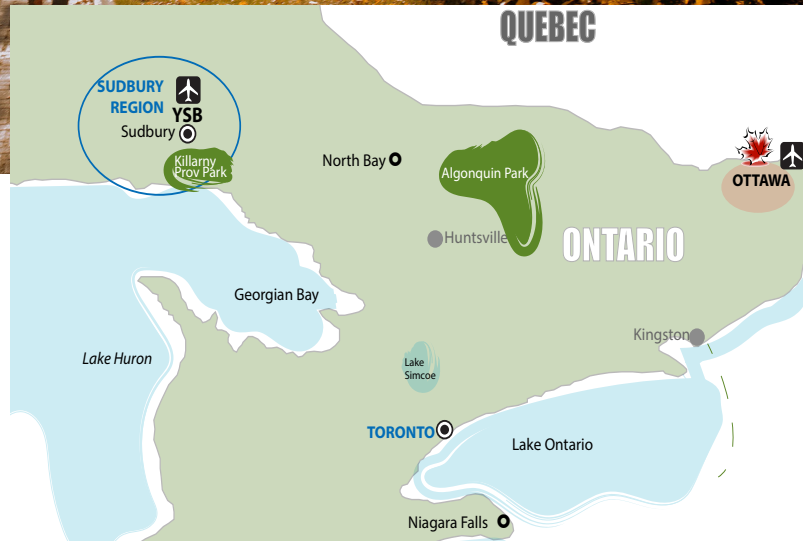 QUEBEC
SUDBURY
REGION
YSB
Sudbury
Killarny
Prov Park
North Bay
Algonquin Park
OTTAWA
Huntsville
ONTARIO
Georgian Bay
Kingston
Lake Huron
Lake
Simcoe
TORONTO
Lake Ontario
Niagara Falls